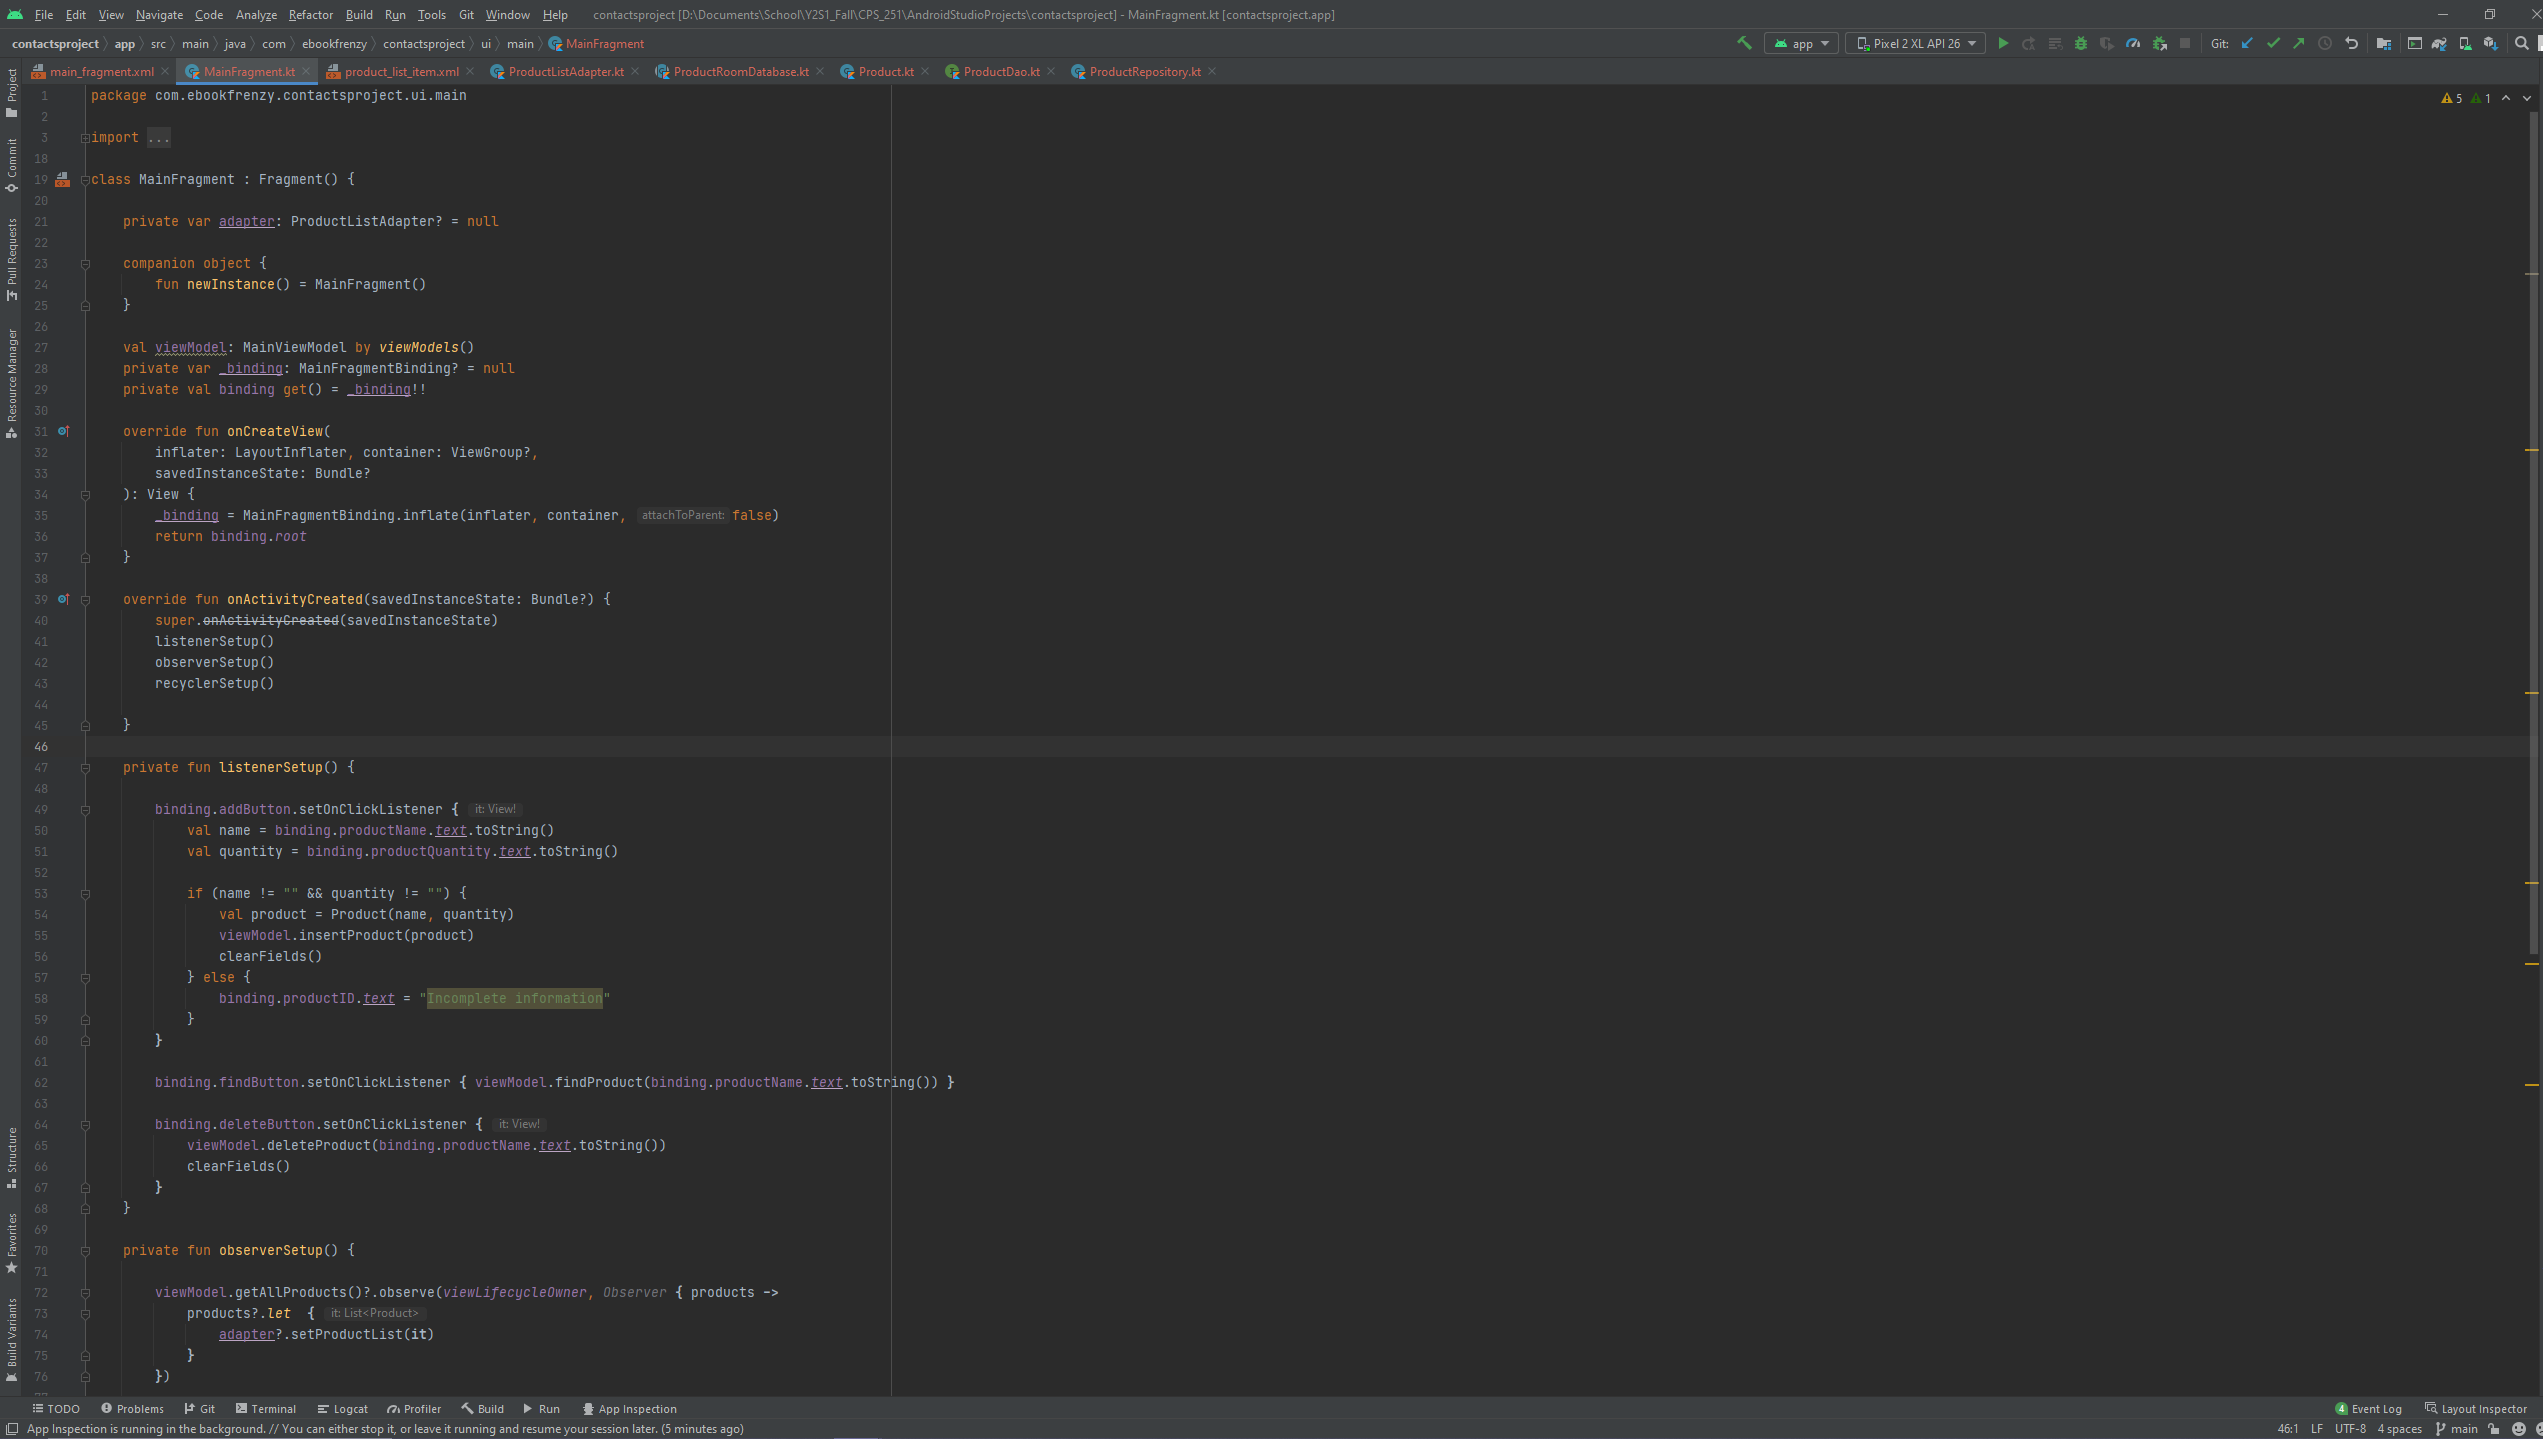 File Edit View Navigate Code Analyze Refactor Build Run Tools Git Window Help contactsproject [D:\Documents\School\Y2S1_Fall\CPS_251\AndroidStudioProjects\contactsproject] - MainFragment.kt [contactsproject.app]
contactsproject app src main java com ebookfrenzy contactsproject ui main MainFragment app Pixel 2 XL API 26 Git:
main_fragment.xml MainFragment.kt product_list_item.xml ProductListAdapter.kt ProductRoomDatabase.kt Product.kt ProductDao.kt ProductRepository.kt
Project
Commit
Pull Requests
Resource Manager
Structure
Favorites
Build Variants
5 1
1 package com.ebookfrenzy.contactsproject.ui.main
2
3 import ...
18
19 class MainFragment : Fragment() {
20
21 private var adapter: ProductListAdapter? = null
22
23 companion object {
24 fun newInstance() = MainFragment()
25 }
26
27 val viewModel: MainViewModel by viewModels()
28 private var _binding: MainFragmentBinding? = null
29 private val binding get() = _binding!!
30
31 override fun onCreateView(
32 inflater: LayoutInflater, container: ViewGroup?,
33 savedInstanceState: Bundle?
34 ): View {
35 _binding = MainFragmentBinding.inflate(inflater, container, attachToParent: false)
36 return binding.root
37 }
38
39 override fun onActivityCreated(savedInstanceState: Bundle?) {
40 super.onActivityCreated(savedInstanceState)
41 listenerSetup()
42 observerSetup()
43 recyclerSetup()
44
45 }
46
47 private fun listenerSetup() {
48
49 binding.addButton.setOnClickListener { it: View!
50 val name = binding.productName.text.toString()
51 val quantity = binding.productQuantity.text.toString()
52
53 if (name != "" && quantity != "") {
54 val product = Product(name, quantity)
55 viewModel.insertProduct(product)
56 clearFields()
57 } else {
58 binding.productID.text = "Incomplete information"
59 }
60 }
61
62 binding.findButton.setOnClickListener { viewModel.findProduct(binding.productName.text.toString()) }
63
64 binding.deleteButton.setOnClickListener { it: View!
65 viewModel.deleteProduct(binding.productName.text.toString())
66 clearFields()
67 }
68 }
69
70 private fun observerSetup() {
71
72 viewModel.getAllProducts()?.observe(viewLifecycleOwner, Observer { products ->
73 products?.let { it: List<Product>
74 adapter?.setProductList(it)
75 }
76 })
TODO Problems Git Terminal Logcat Profiler Build Run App Inspection 4 Event Log Layout Inspector
App Inspection is running in the background. // You can either stop it, or leave it running and resume your session later. (5 minutes ago) 46:1 LF UTF-8 4 spaces main